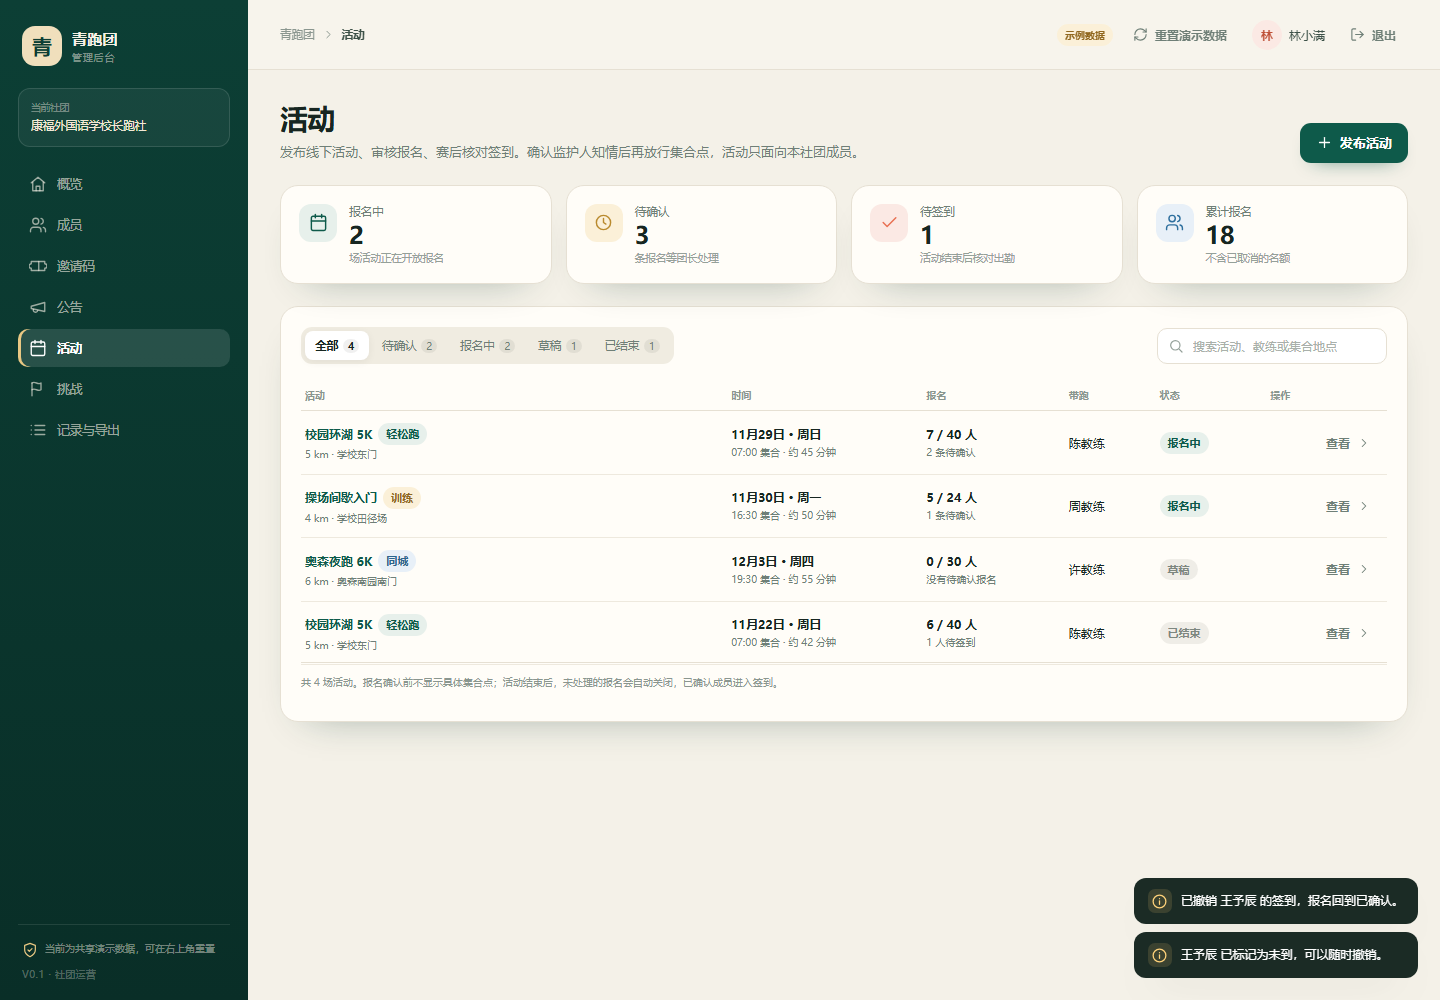 青
青跑团
管理后台
当前社团
康福外国语学校长跑社
概览
成员
邀请码
公告
活动
挑战
记录与导出
当前为共享演示数据，可在右上角重置
V0.1 · 社团运营
青跑团 > 活动
示例数据
重置演示数据
林 林小满
退出
活动
发布线下活动、审核报名、赛后核对签到。确认监护人知情后再放行集合点，活动只面向本社团成员。
发布活动
报名中
2
场活动正在开放报名
待确认
3
条报名等团长处理
待签到
1
活动结束后核对出勤
累计报名
18
不含已取消的名额
全部 4 待确认 2 报名中 2 草稿 1 已结束 1
搜索活动、教练或集合地点
活动 时间 报名 带跑 状态 操作
校园环湖 5K 轻松跑 11月29日 • 周日 7 / 40 人 陈教练 报名中 查看
5 km · 学校东门 07:00 集合 · 约 45 分钟 2 条待确认
操场间歇入门 训练 11月30日 • 周一 5 / 24 人 周教练 报名中 查看
4 km · 学校田径场 16:30 集合 · 约 50 分钟 1 条待确认
奥森夜跑 6K 同城 12月3日 • 周四 0 / 30 人 许教练 草稿 查看
6 km · 奥森南园南门 19:30 集合 · 约 55 分钟 没有待确认报名
校园环湖 5K 轻松跑 11月22日 • 周日 6 / 40 人 陈教练 已结束 查看
5 km · 学校东门 07:00 集合 · 约 42 分钟 1 人待签到
共 4 场活动。报名确认前不显示具体集合点；活动结束后，未处理的报名会自动关闭，已确认成员进入签到。
已撤销 王予辰 的签到，报名回到已确认。
王予辰 已标记为未到，可以随时撤销。